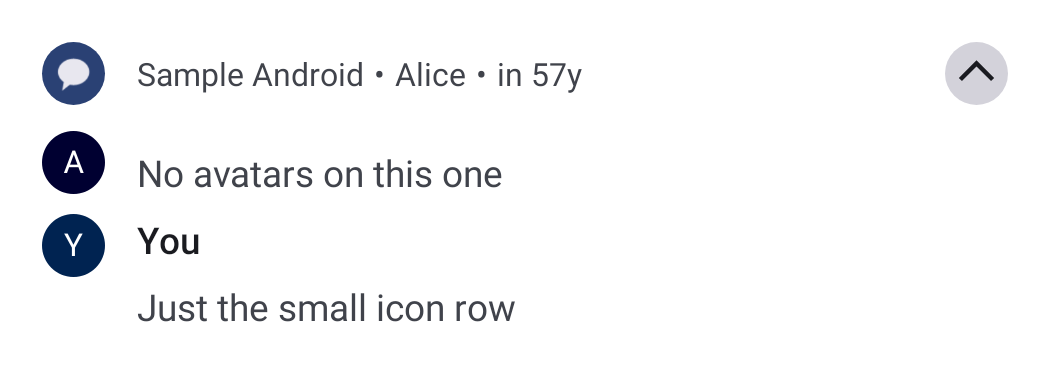 Sample Android • Alice • in 57y
A
No avatars on this one
Y
You
Just the small icon row